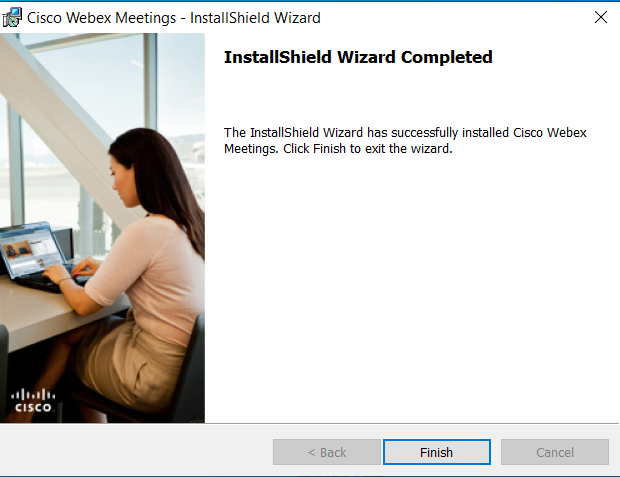 Cisco Webex Meetings - InstallShield Wizard
InstallShield Wizard Completed
The InstallShield Wizard has successfully installed Cisco Webex
Meetings. Click Finish to exit the wizard.
CISCO
< Back
Finish
Cancel